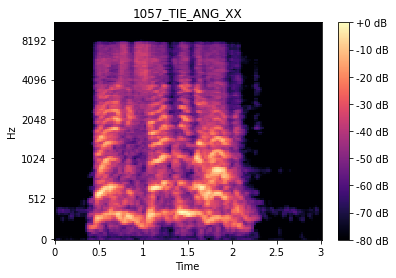 1057_TIE_ANG_XX
+0 dB
8192
-10 dB
4096
-20 dB
-30 dB
2048
Hz
-40 dB
1024
-50 dB
512
-60 dB
-70 dB
0
-80 dB
0 0.5 1 1.5 2 2.5 3
Time